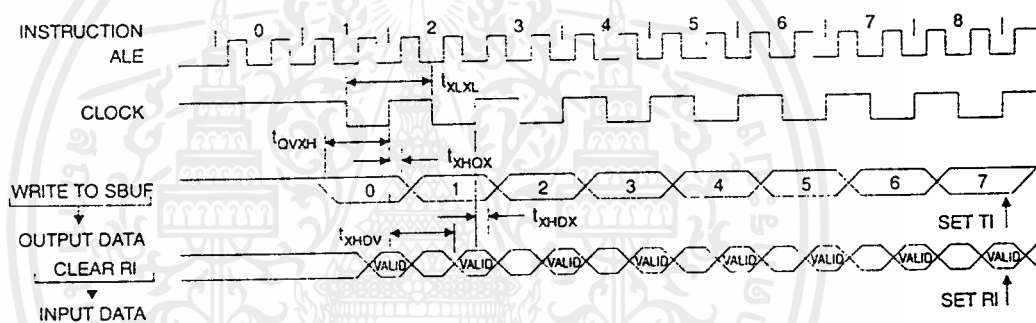 INSTRUCTION 0 1 2 3 4 5 6 7 8
ALE
tXLXL
CLOCK
tQVXH
tXHQX
WRITE TO SBUF 0 1 2 3 4 5 6 7
tXHDX
SET TI
OUTPUT DATA
tXHDV
CLEAR RI VALID VALID VALID VALID VALID VALID VALID VALID
SET RI
INPUT DATA